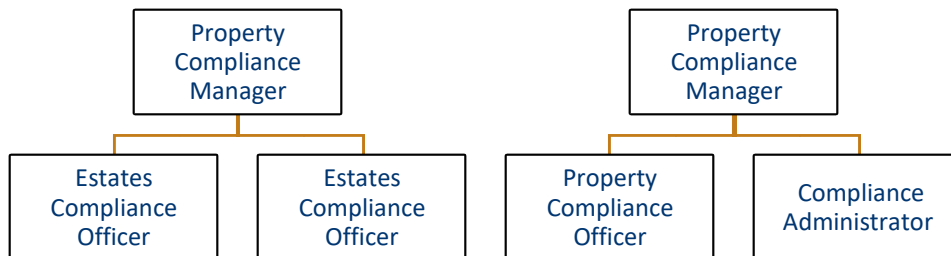 Property
Compliance
Manager
Property
Compliance
Manager
Estates
Compliance
Officer
Estates
Compliance
Officer
Property
Compliance
Officer
Compliance
Administrator